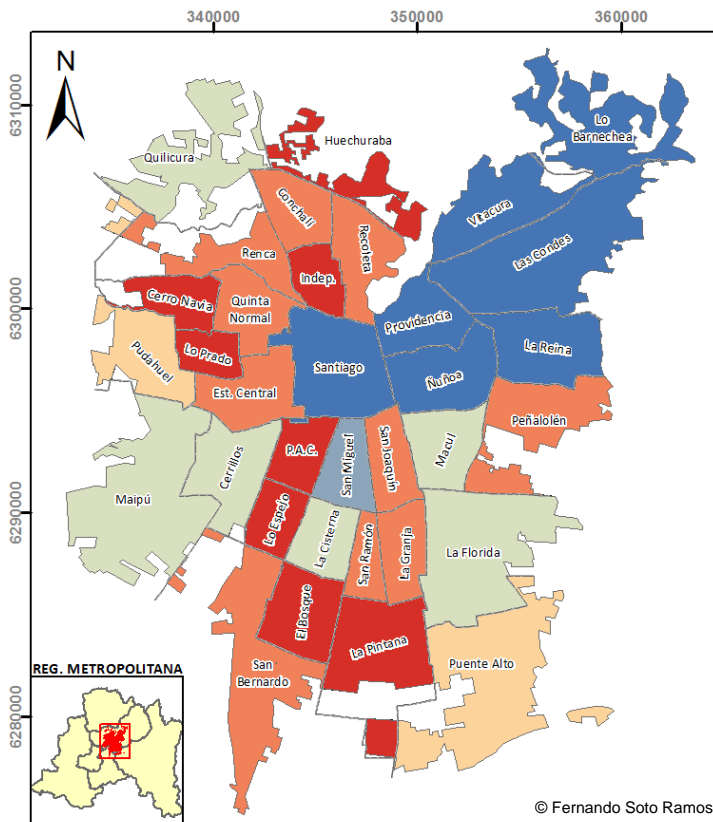 340000
350000
360000
N
6310000
6300000
6290000
6280000
Lo
Barnechea
Huechuraba
Quilicura
Conchalí
Recoleta
Vitacura
Las Condes
Renca
Indep.
Cerro Navia
Quinta
Normal
Providencia
Pudahuel
Lo Prado
Santiago
Ñuñoa
La Reina
Est. Central
Peñalolén
P.A.C.
San Miguel
San Joaquín
Macul
Cerrillos
Maipú
Lo Espejo
La Cisterna
San Ramón
La Granja
La Florida
El Bosque
La Pintana
San
Bernardo
Puente Alto
REG. METROPOLITANA
© Fernando Soto Ramos